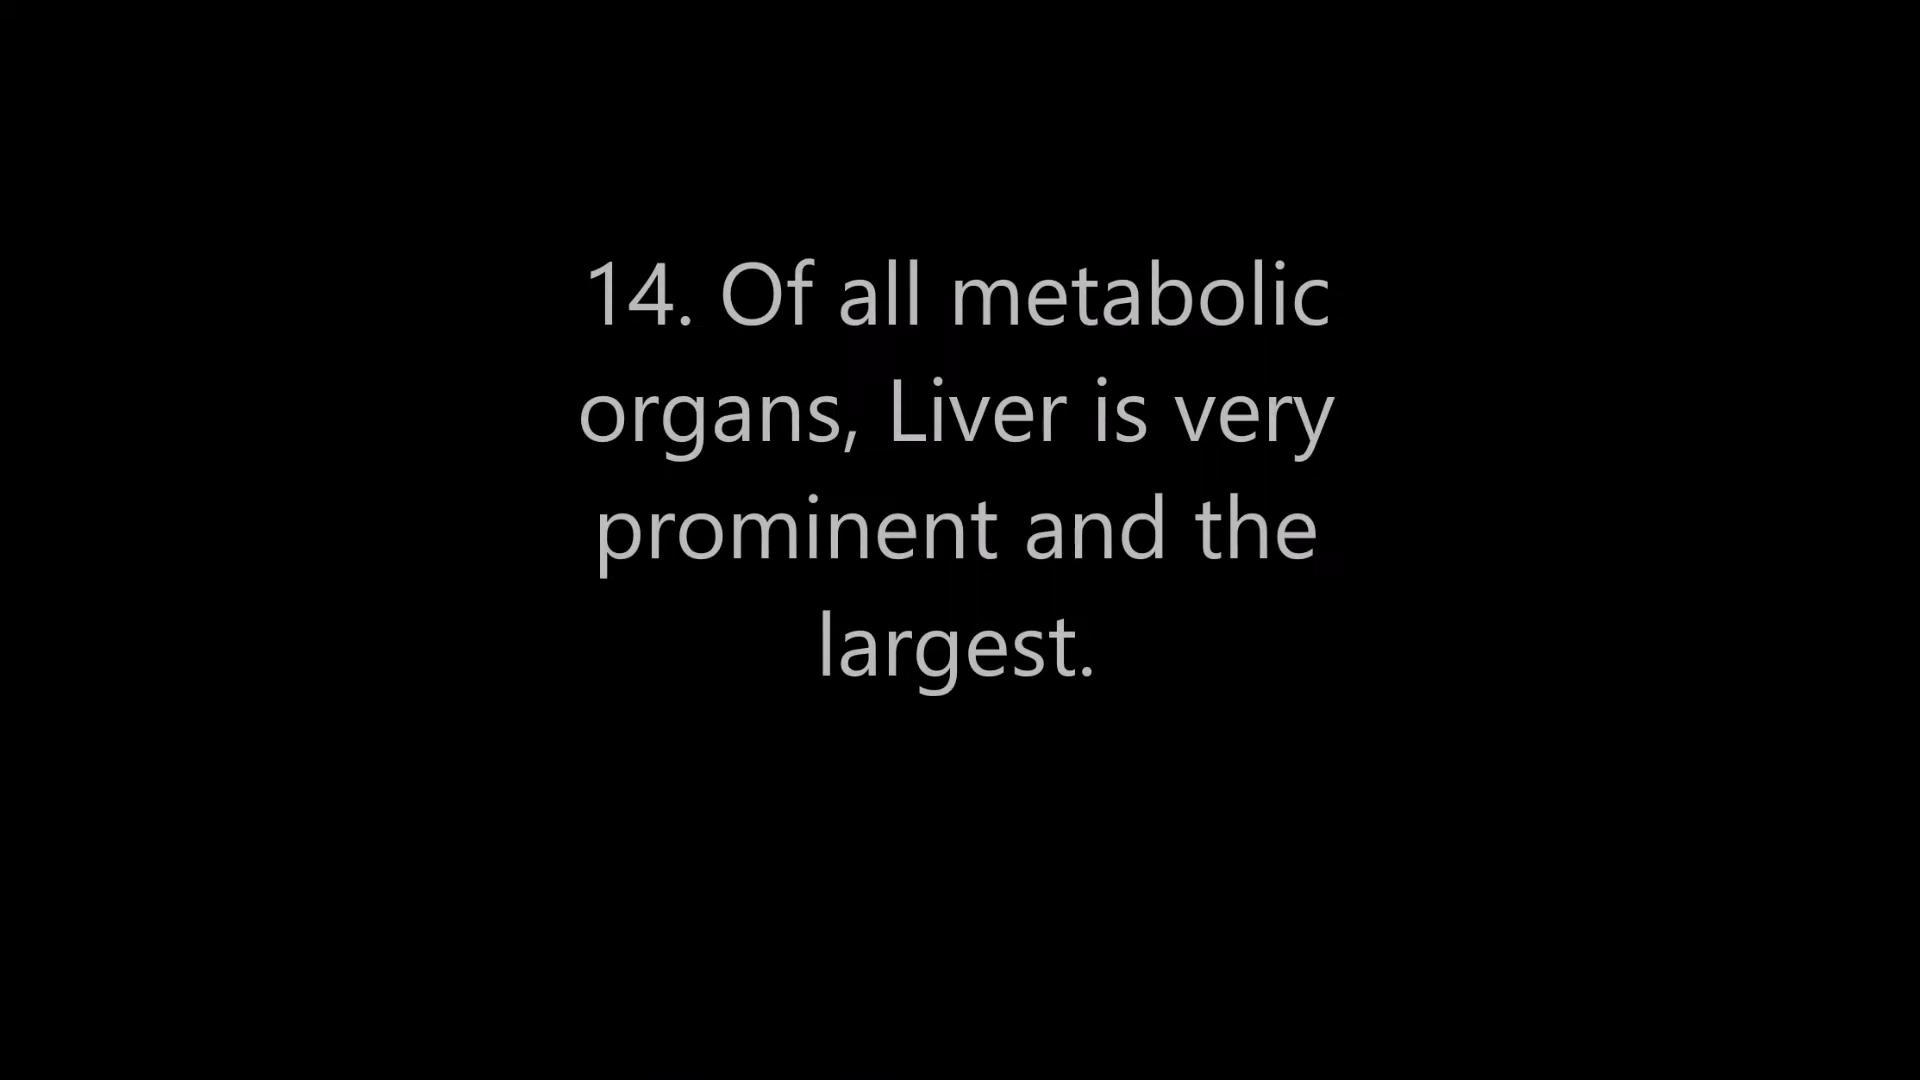 14. Of all metabolic
organs, Liver is very
prominent and the
largest.